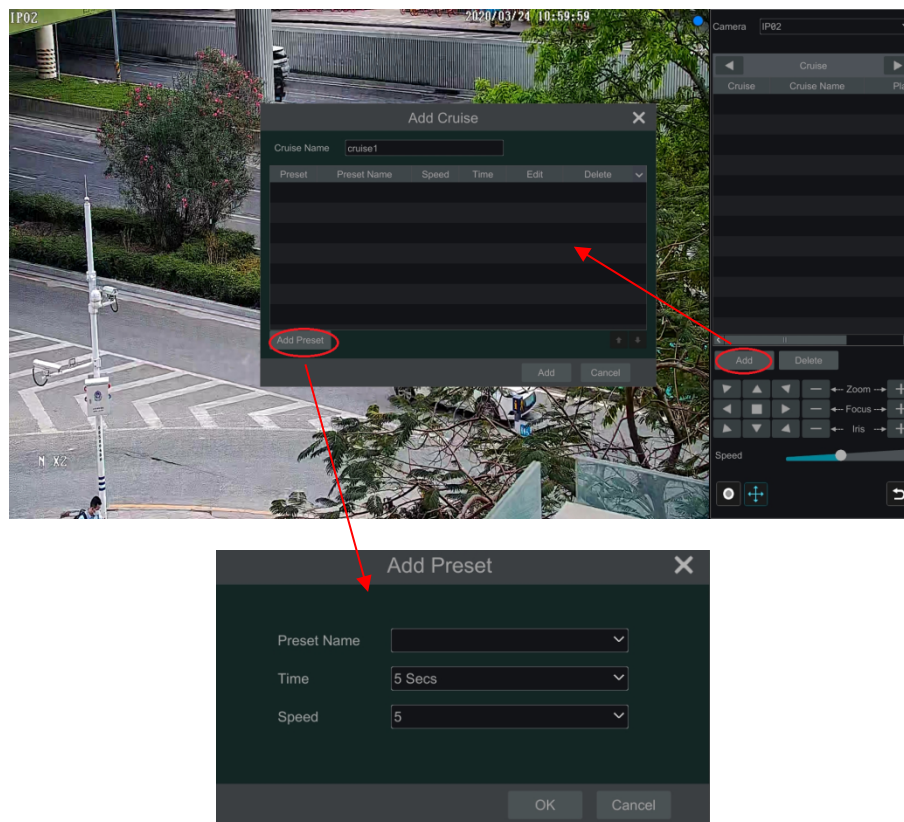 IP02
2020/03/24 10:59:59
N X2
Camera IP02
Cruise
Cruise Cruise Name
Add Cruise
Cruise Name cruise1
Preset Preset Name Speed Time Edit Delete
Add Preset
Add Cancel
Add Delete
Zoom
Focus
Iris
Speed
Add Preset
Preset Name
Time 5 Secs
Speed 5
OK Cancel